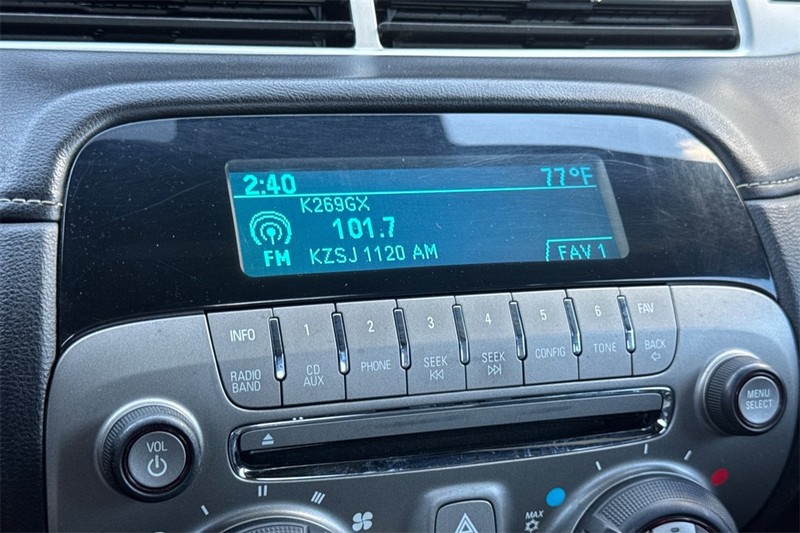 2:40 77°F
K269GX
101.7
FM KZSJ 1120 AM FAV 1
INFO 1 2 3 4 5 6 FAV
RADIO BAND CD AUX PHONE SEEK SEEK CONFIG TONE BACK
VOL
MENU SELECT
MAX